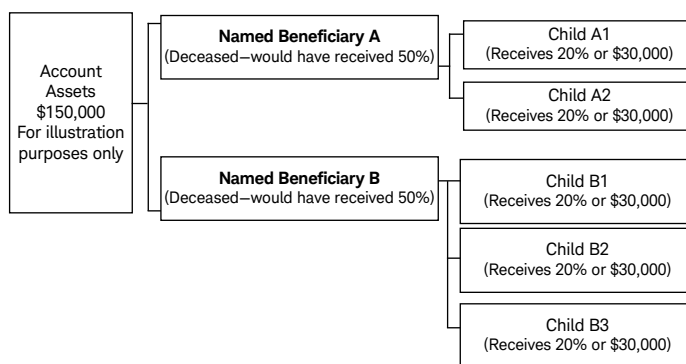 Account
Assets
$150,000
For illustration
purposes only
Named Beneficiary A
(Deceased–would have received 50%)
Child A1
(Receives 20% or $30,000)
Child A2
(Receives 20% or $30,000)
Named Beneficiary B
(Deceased–would have received 50%)
Child B1
(Receives 20% or $30,000)
Child B2
(Receives 20% or $30,000)
Child B3
(Receives 20% or $30,000)